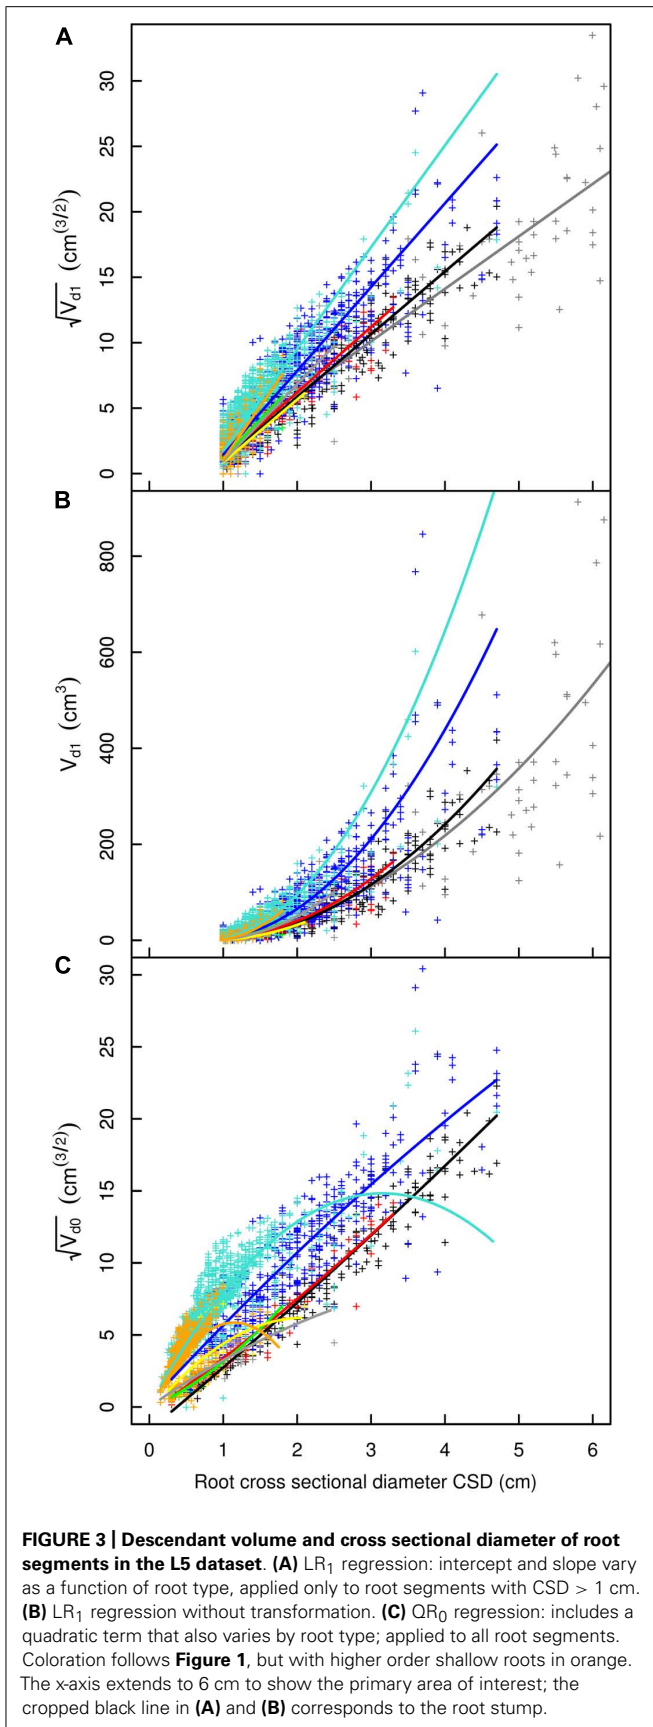 A
30
25
20
15
10
5
0
√Vd1 (cm(3/2))
B
800
600
400
200
0
Vd1 (cm3)
C
30
25
20
15
10
5
0
√Vd0 (cm(3/2))
0 1 2 3 4 5 6
Root cross sectional diameter CSD (cm)
FIGURE 3 | Descendant volume and cross sectional diameter of root
segments in the L5 dataset. (A) LR1 regression: intercept and slope vary
as a function of root type, applied only to root segments with CSD > 1 cm.
(B) LR1 regression without transformation. (C) QR0 regression: includes a
quadratic term that also varies by root type; applied to all root segments.
Coloration follows Figure 1, but with higher order shallow roots in orange.
The x-axis extends to 6 cm to show the primary area of interest; the
cropped black line in (A) and (B) corresponds to the root stump.